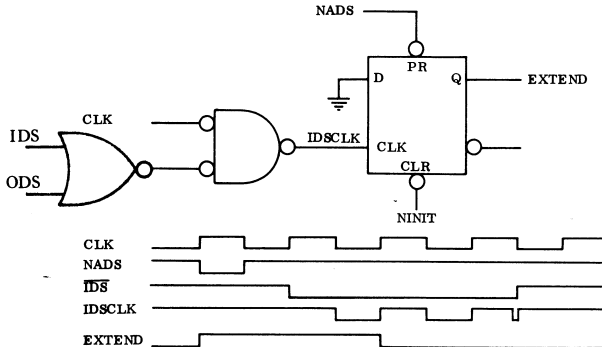 NADS
PR
D
Q
EXTEND
CLK
IDS
IDSCLK
CLK
CLR
ODS
NINIT
CLK
NADS
IDS
IDSCLK
EXTEND